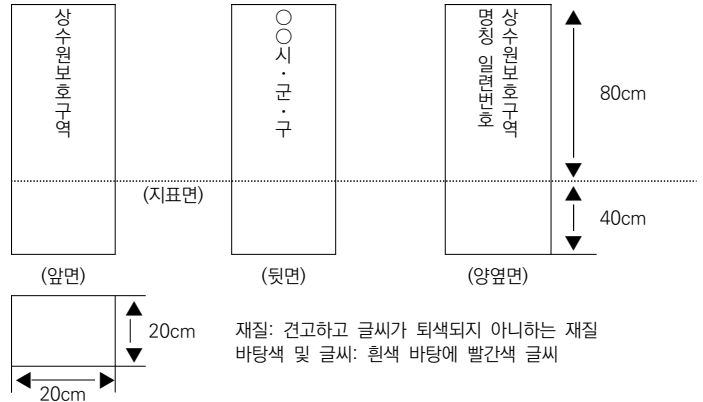 상수원보호구역
○○시·군·구
상수원보호구역
명칭 일련번호
80cm
(지표면)
40cm
(앞면)
(뒷면)
(양옆면)
20cm
재질: 견고하고 글씨가 퇴색되지 아니하는 재질
바탕색 및 글씨: 흰색 바탕에 빨간색 글씨
20cm